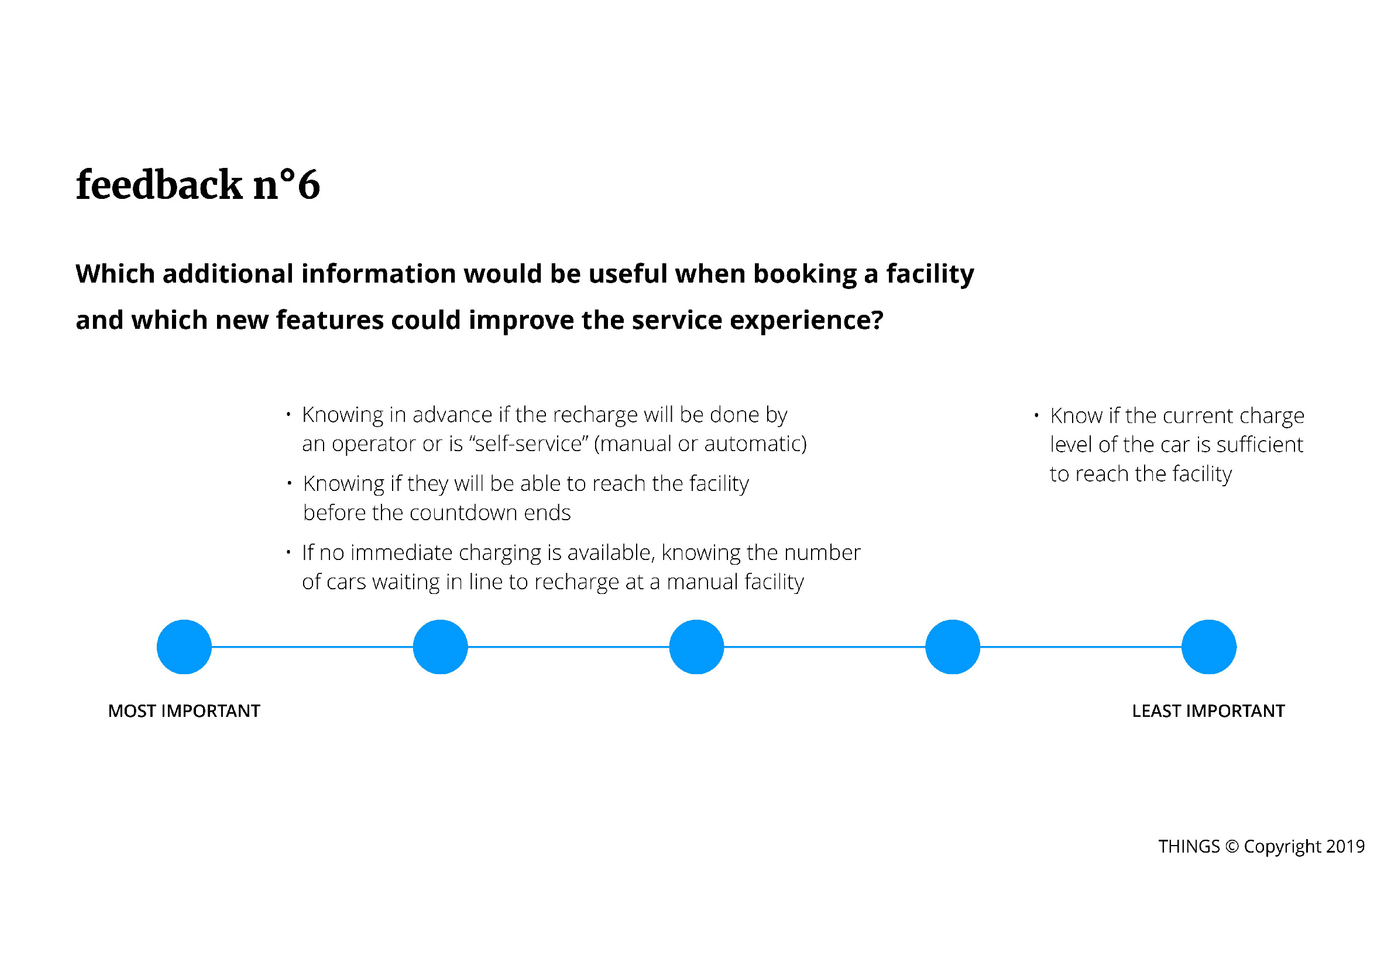 feedback n°6
Which additional information would be useful when booking a facility
and which new features could improve the service experience?
• Knowing in advance if the recharge will be done by
an operator or is “self-service” (manual or automatic)
• Knowing if they will be able to reach the facility
before the countdown ends
• If no immediate charging is available, knowing the number
of cars waiting in line to recharge at a manual facility
• Know if the current charge
level of the car is sufficient
to reach the facility
MOST IMPORTANT
LEAST IMPORTANT
THINGS © Copyright 2019